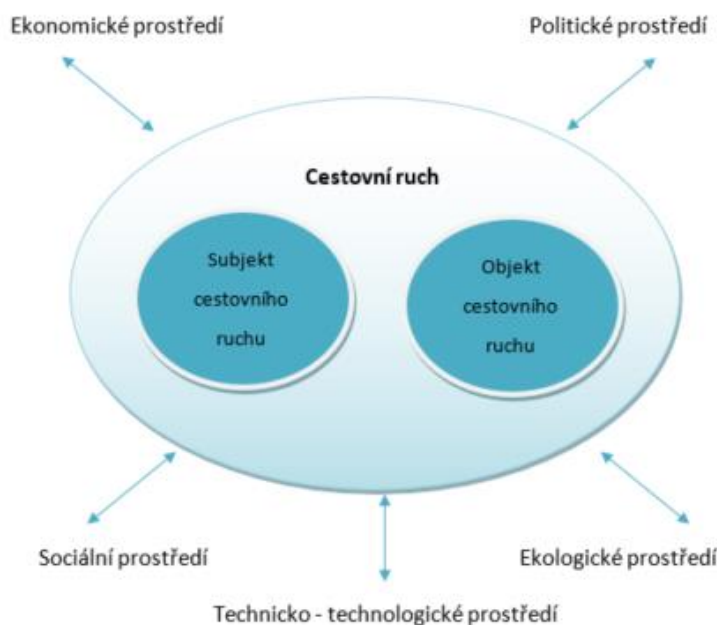 Ekonomické prostředí
Politické prostředí
Cestovní ruch
Subjekt
cestovního
ruchu
Objekt
cestovního
ruchu
Sociální prostředí
Ekologické prostředí
Technicko - technologické prostředí